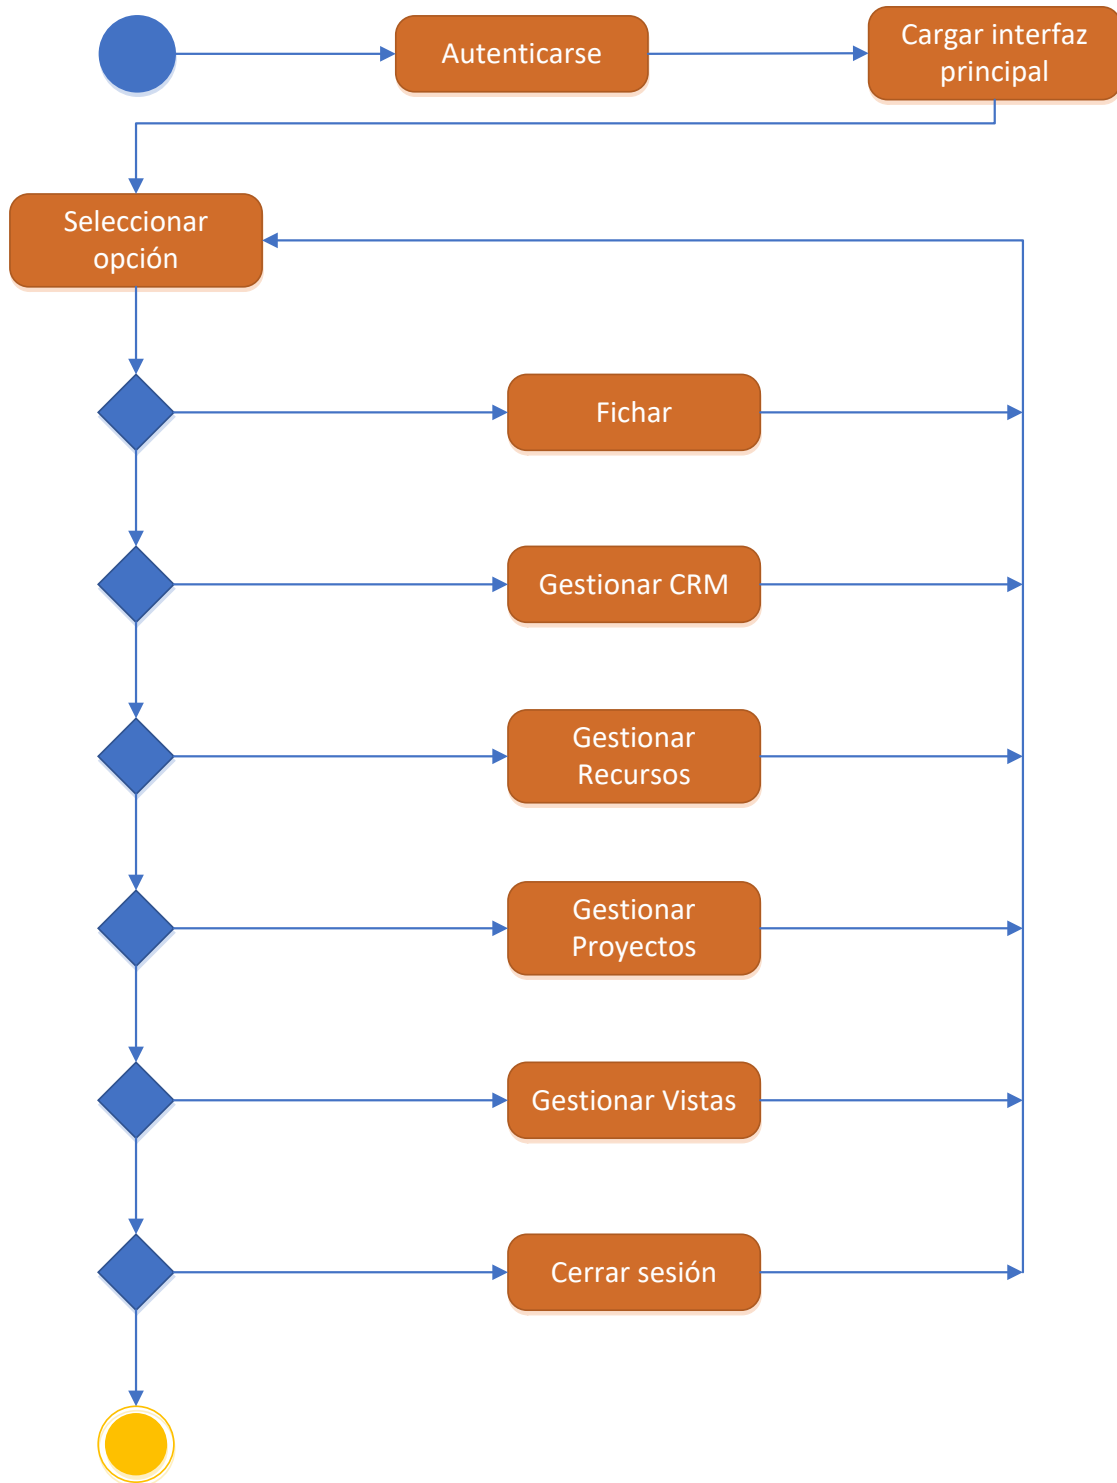 Autenticarse
Cargar interfaz
principal
Seleccionar
opción
Fichar
Gestionar CRM
Gestionar
Recursos
Gestionar
Proyectos
Gestionar Vistas
Cerrar sesión